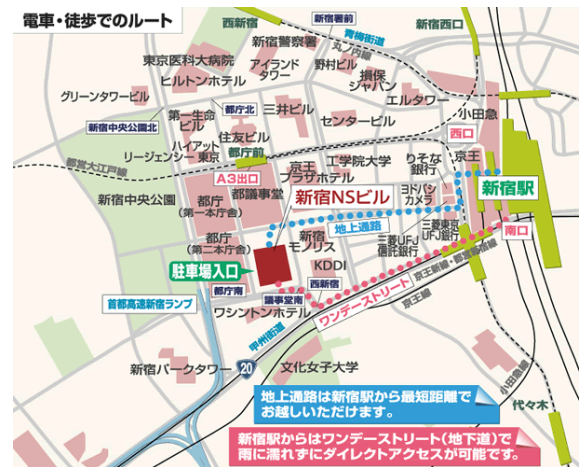 電車・徒歩でのルート
西新宿
新宿署前
青梅街道
新宿西口
新宿警察署
丸ノ内線
東京医科大病院
アイランド
タワー
野村ビル
損保
ジャパン
ヒルトンホテル
グリーンタワービル
エルタワー
小田急
第一生命
ビル
都庁北
三井ビル
新宿中央公園北
住友ビル
センタービル
ハイアット
リージェンシー 東京
都庁前
西口
都営大江戸線
A3出口
京王
プラザホテル
工学院大学
りそな
銀行
京王
新宿駅
新宿中央公園
都庁
(第一本庁舎)
都議事堂
新宿NSビル
ヨドバシ
カメラ
地上通路
三菱東京
UFJ銀行
南口
都庁
(第二本庁舎)
新宿
モノリス
三菱UFJ
信託銀行
駐車場入口
KDDI
京王新線・都営新宿線
都庁南
西新宿
議事堂南
ワンデーストリート
京王線
首都高速新宿ランプ
ワシントンホテル
甲州街道
新宿パークタワー
20
文化女子大学
小田急線
代々木
地上通路は新宿駅から最短距離で
お越しいただけます。
新宿駅からはワンデーストリート(地下道)で
雨に濡れずにダイレクトアクセスが可能です。